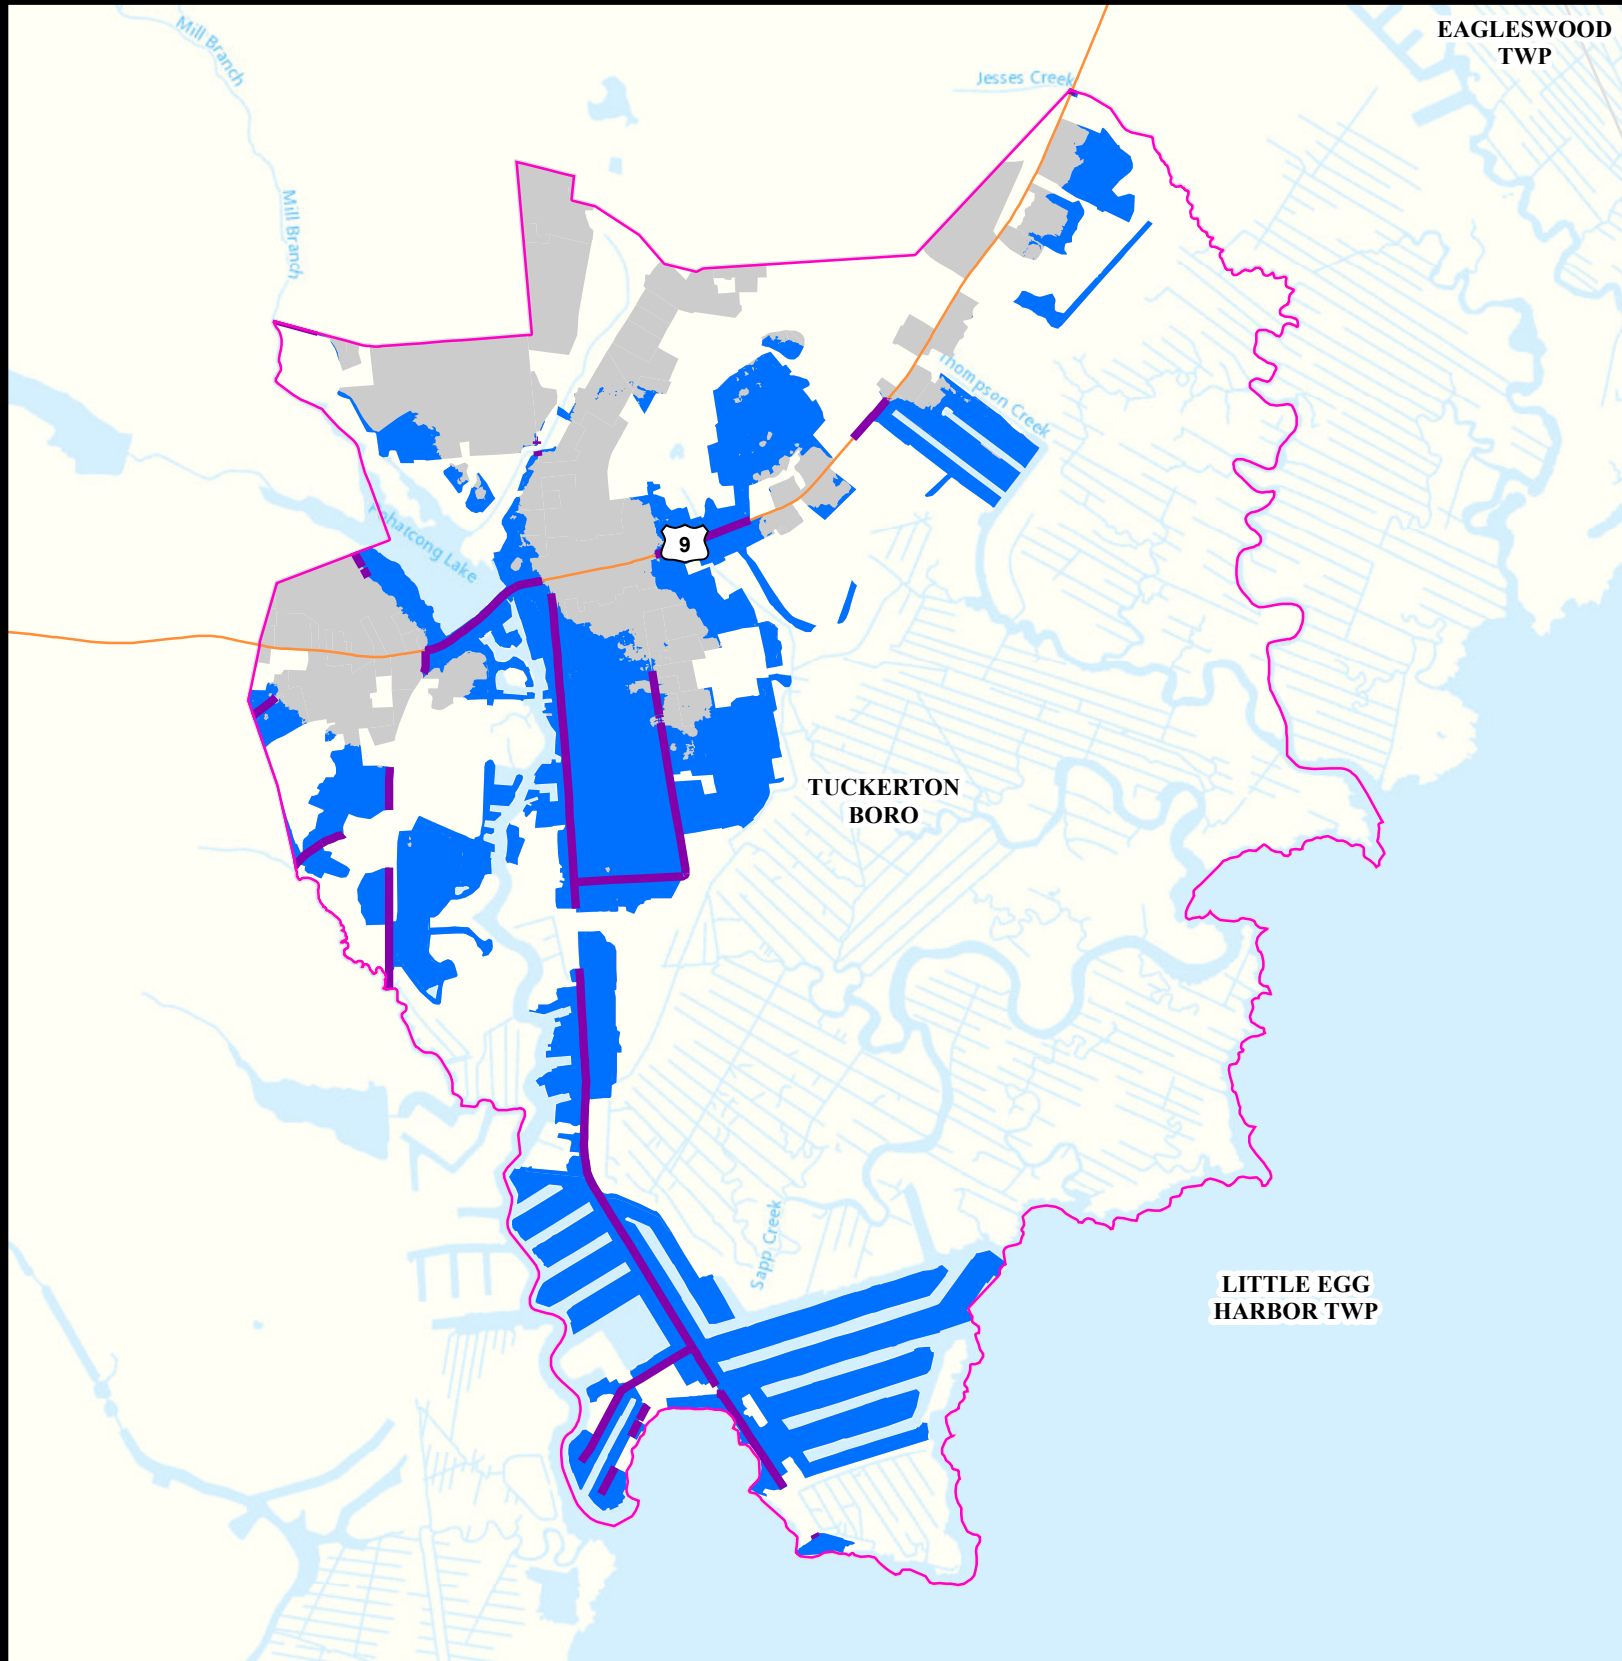 EAGLESWOOD
TWP
Mill Branch
Jesses Creek
Mill Branch
Thompson Creek
Pohatcong Lake
9
TUCKERTON
BORO
Sapp Creek
LITTLE EGG
HARBOR TWP